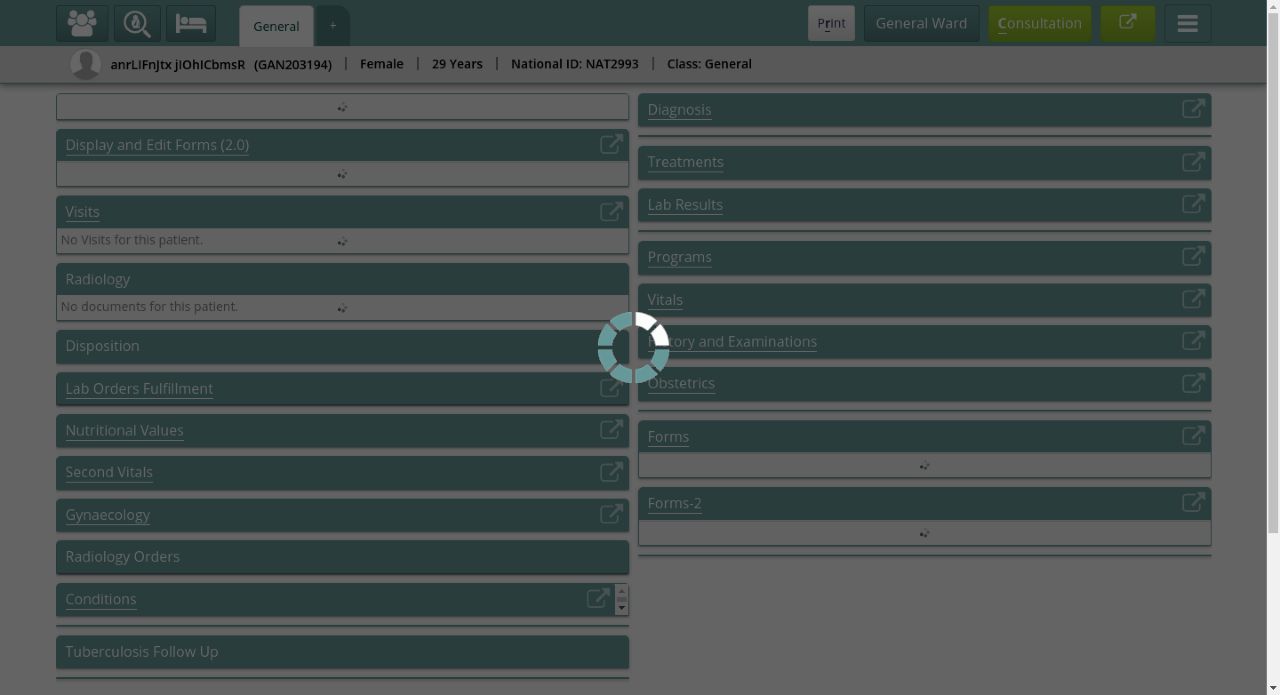 General
+
Print
General Ward
Consultation
anrLIFnJtx jIOhICbmsR (GAN203194) | Female | 29 Years | National ID: NAT2993 | Class: General
Display and Edit Forms (2.0)
Visits
No Visits for this patient.
Radiology
No documents for this patient.
Disposition
Lab Orders Fulfillment
Nutritional Values
Second Vitals
Gynaecology
Radiology Orders
Conditions
Tuberculosis Follow Up
Diagnosis
Treatments
Lab Results
Programs
Vitals
and Examinations
Obstetrics
Forms
Forms-2